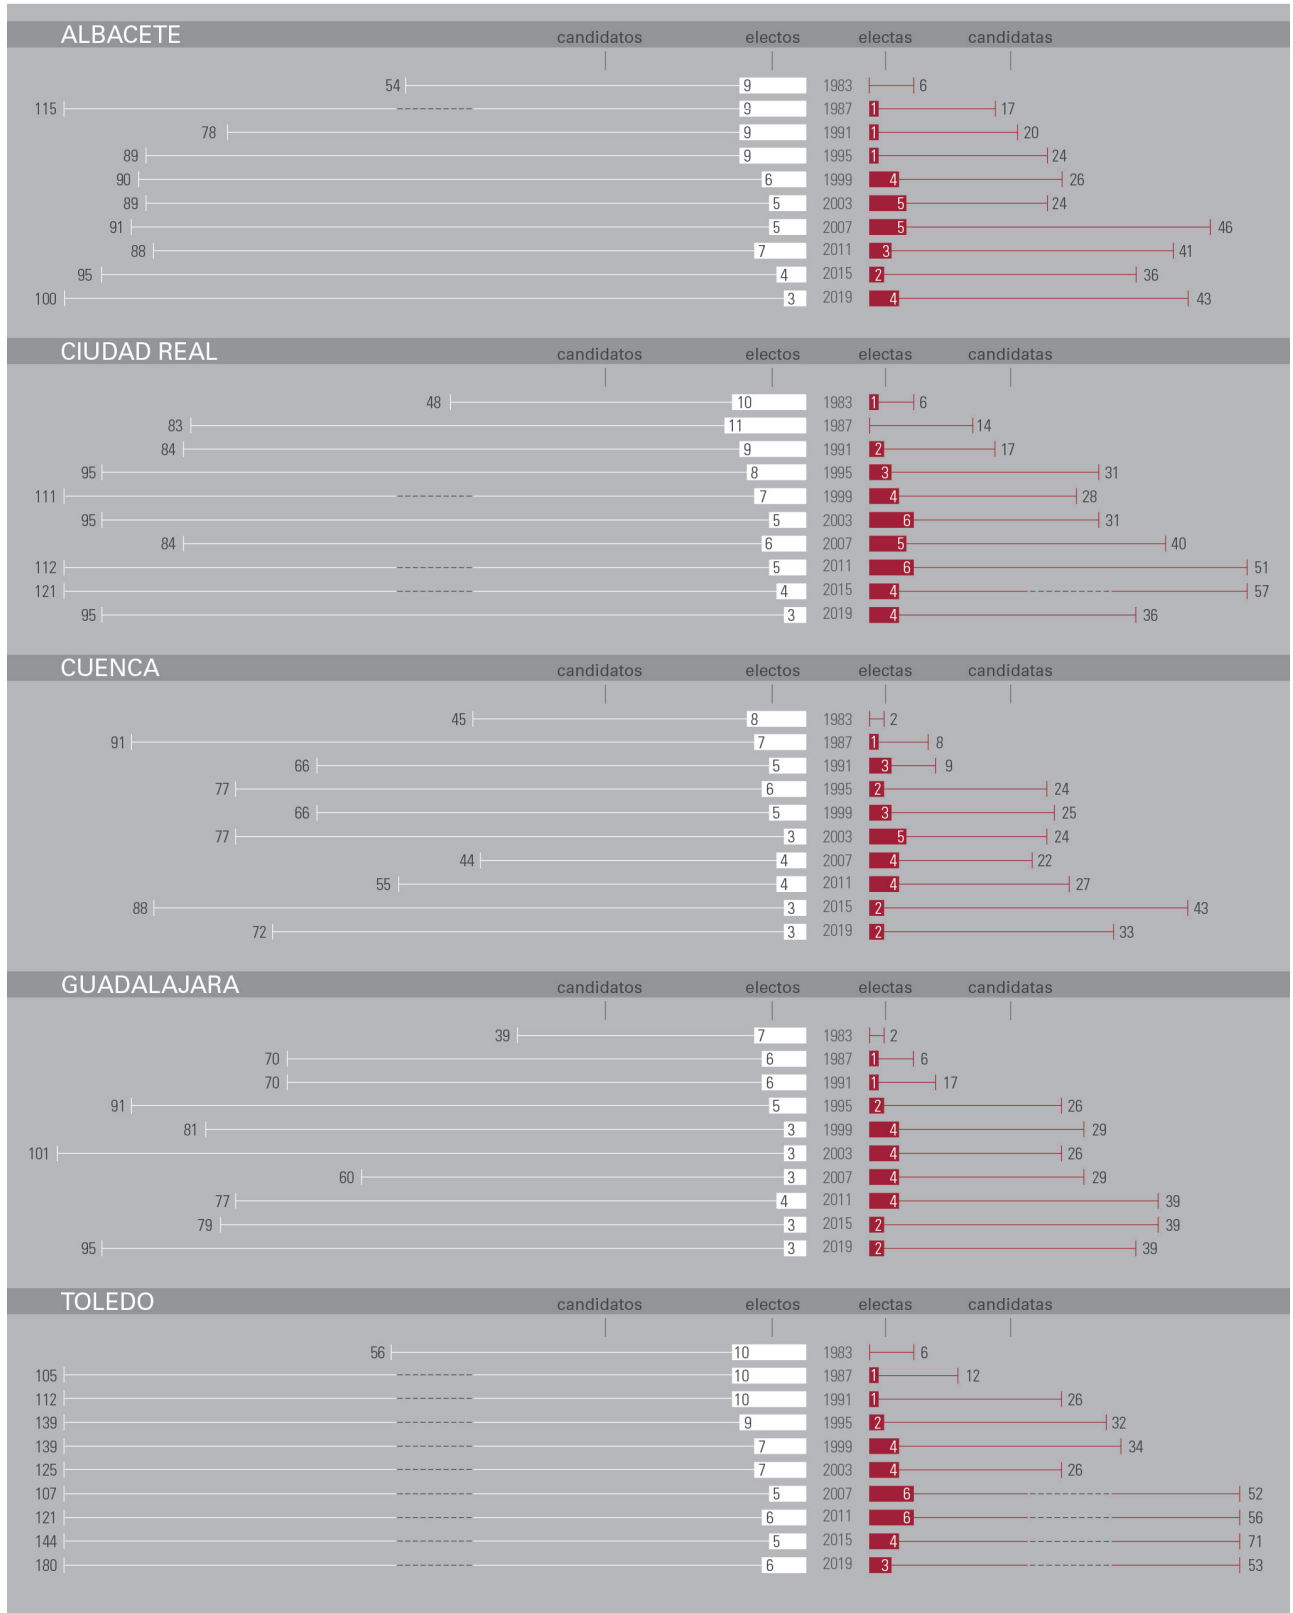 ALBACETE candidatos electos electas candidatas
54 9 1983 6
115 9 1987 1 17
78 9 1991 1 20
89 9 1995 1 24
90 6 1999 4 26
89 5 2003 5 24
91 5 2007 5 46
88 7 2011 3 41
95 4 2015 2 36
100 3 2019 4 43
CIUDAD REAL candidatos electos electas candidatas
48 10 1983 1 6
83 11 1987 14
84 9 1991 2 17
95 8 1995 3 31
111 7 1999 4 28
95 5 2003 6 31
84 6 2007 5 40
112 5 2011 6 51
121 4 2015 4 57
95 3 2019 4 36
CUENCA candidatos electos electas candidatas
45 8 1983 2
91 7 1987 1 8
66 5 1991 3 9
77 6 1995 2 24
66 5 1999 3 25
77 3 2003 5 24
44 4 2007 4 22
55 4 2011 4 27
88 3 2015 2 43
72 3 2019 2 33
GUADALAJARA candidatos electos electas candidatas
39 7 1983 2
70 6 1987 1 6
70 6 1991 1 17
91 5 1995 2 26
81 3 1999 4 29
101 3 2003 4 26
60 3 2007 4 29
77 4 2011 4 39
79 3 2015 2 39
95 3 2019 2 39
TOLEDO candidatos electos electas candidatas
56 10 1983 6
105 10 1987 1 12
112 10 1991 1 26
139 9 1995 2 32
139 7 1999 4 34
125 7 2003 4 26
107 5 2007 6 52
121 6 2011 6 56
144 5 2015 4 71
180 6 2019 3 53